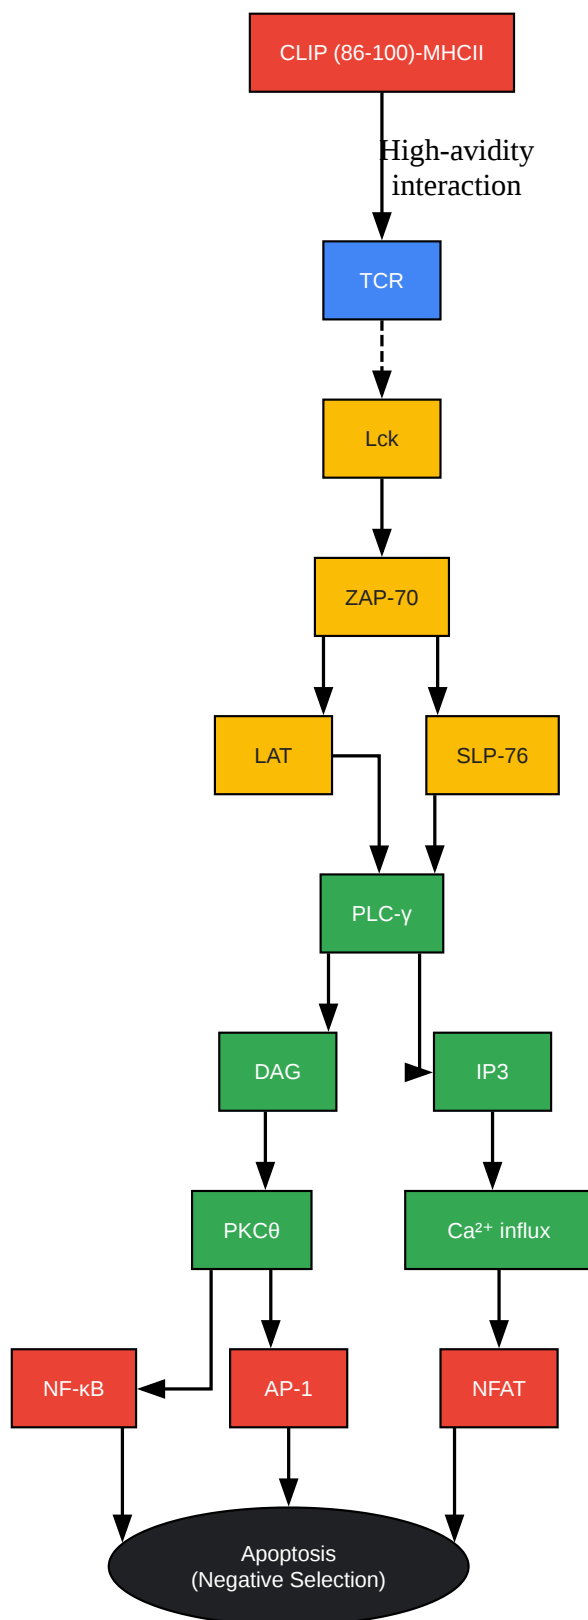 CLIP (86-100)-MHCII
High-avidity
interaction
TCR
Lck
ZAP-70
LAT
SLP-76
PLC-γ
DAG
IP3
PKCθ
Ca²⁺ influx
NF-κB
AP-1
NFAT
Apoptosis
(Negative Selection)